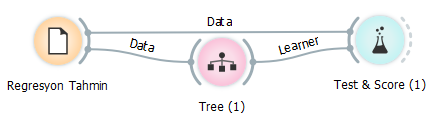 Data
Data
Learner
Regresyon Tahmin
Tree (1)
Test & Score (1)